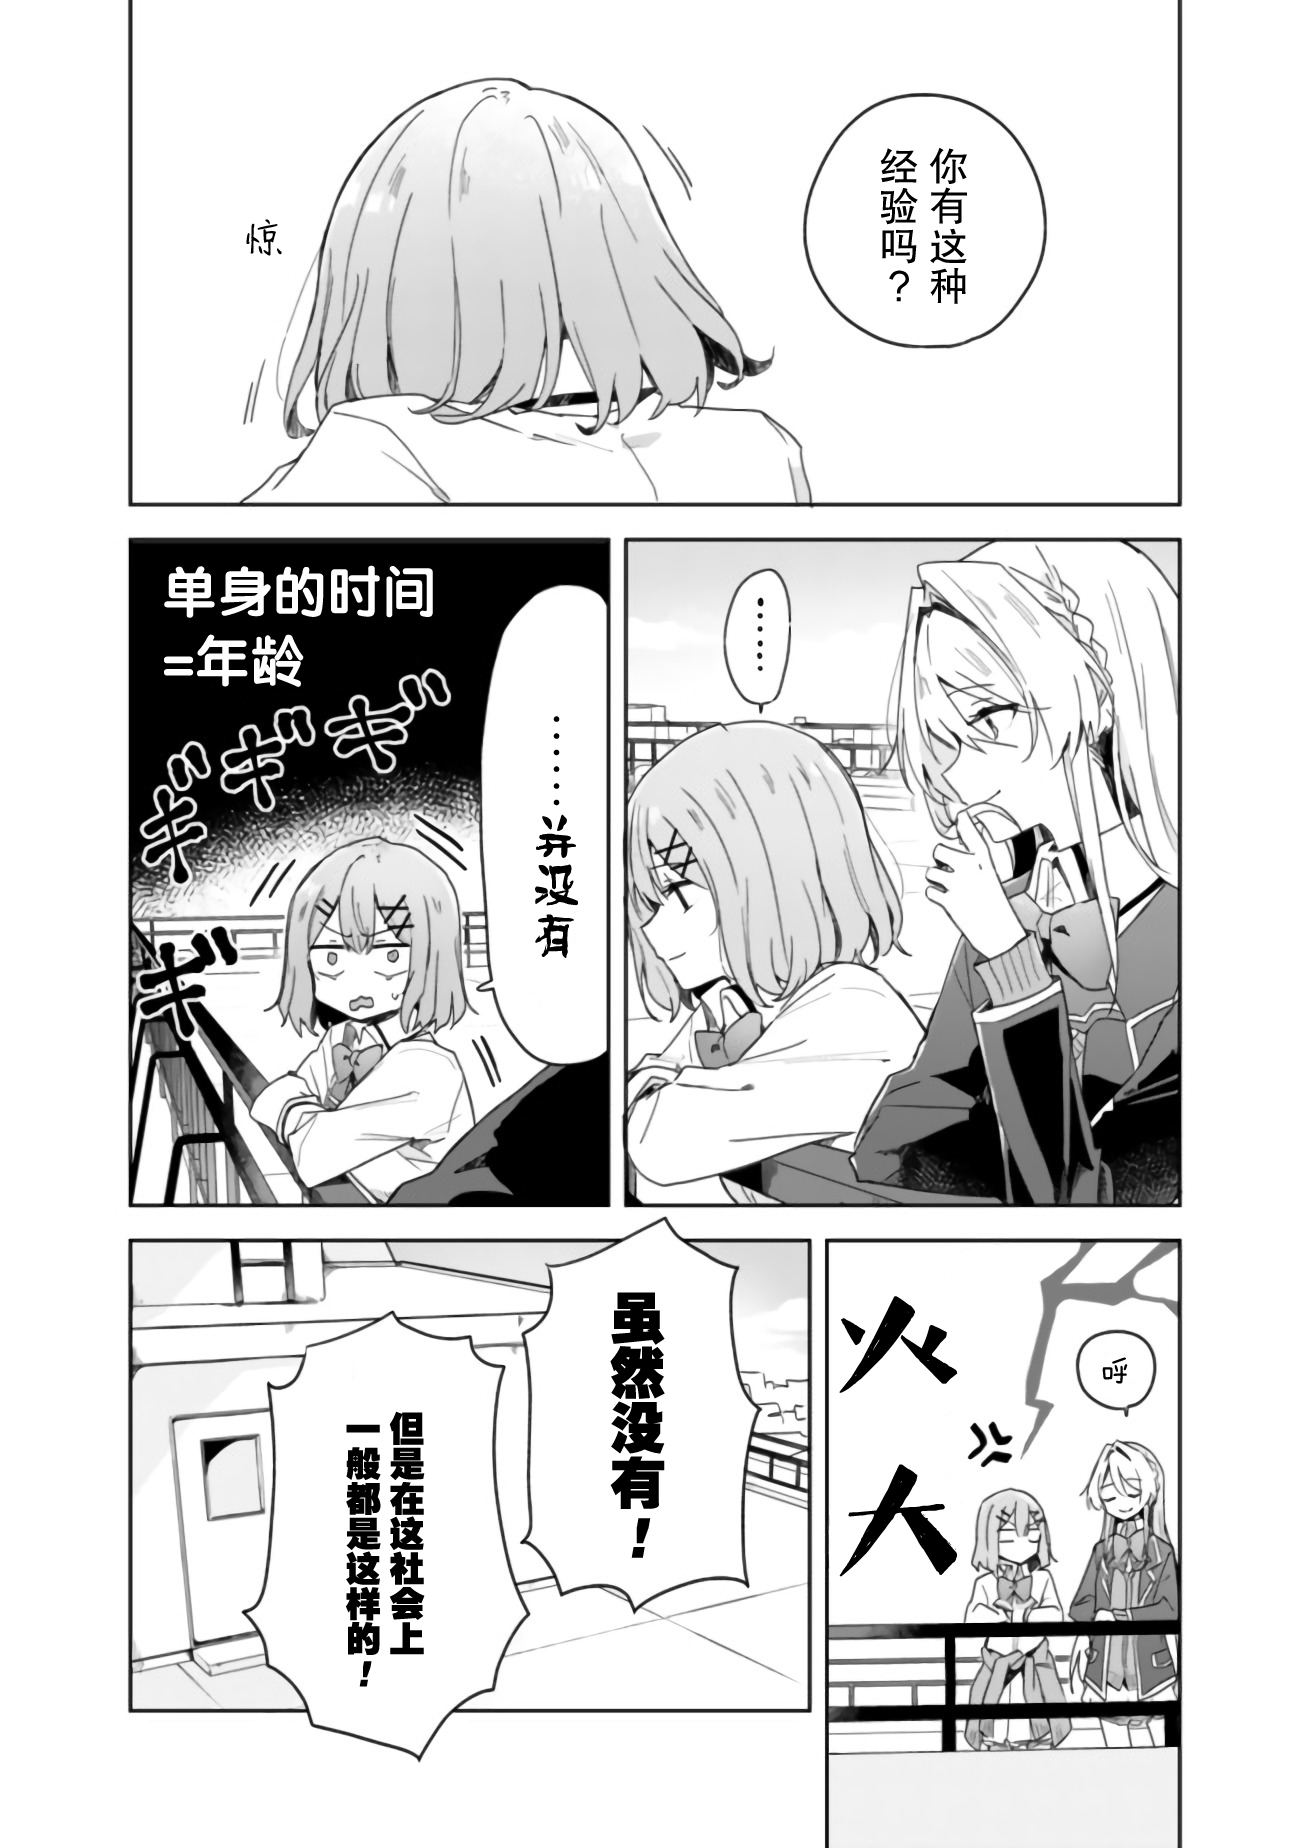 你有这种
经验吗？
惊
……
……并没有
单身的时间
=年龄
ギギギギ
呼
火大
虽然没有！
但是在这社会上
一般都是这样的！